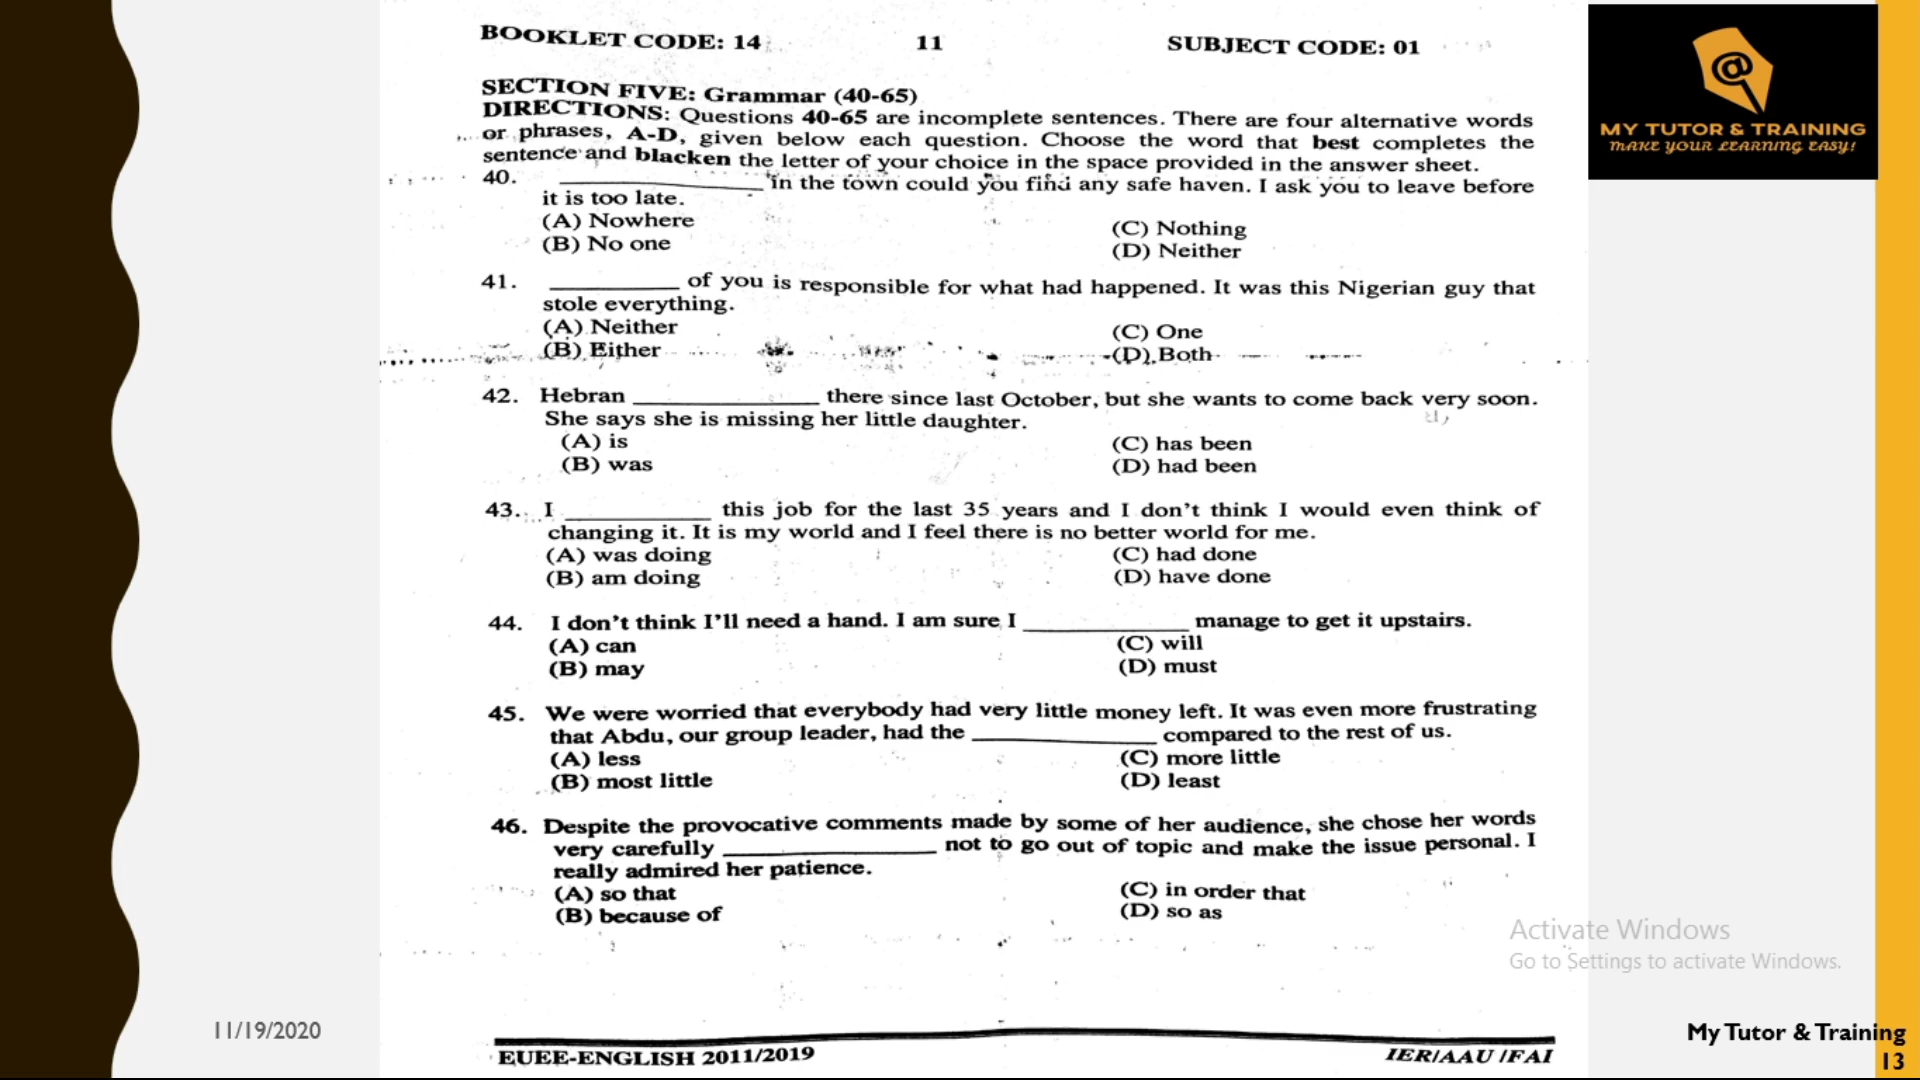 BOOKLET CODE: 14 11 SUBJECT CODE: 01
SECTION FIVE: Grammar (40-65)
DIRECTIONS: Questions 40-65 are incomplete sentences. There are four alternative words
or phrases, A-D, given below each question. Choose the word that best completes the
sentence and blacken the letter of your choice in the space provided in the answer sheet.
40. ____________ in the town could you find any safe haven. I ask you to leave before
it is too late.
(A) Nowhere (C) Nothing
(B) No one (D) Neither
41. ____________ of you is responsible for what had happened. It was this Nigerian guy that
stole everything.
(A) Neither (C) One
(B) Either (D) Both
42. Hebran ____________ there since last October, but she wants to come back very soon.
She says she is missing her little daughter.
(A) is (C) has been
(B) was (D) had been
43. I ____________ this job for the last 35 years and I don't think I would even think of
changing it. It is my world and I feel there is no better world for me.
(A) was doing (C) had done
(B) am doing (D) have done
44. I don't think I'll need a hand. I am sure I ____________ manage to get it upstairs.
(A) can (C) will
(B) may (D) must
45. We were worried that everybody had very little money left. It was even more frustrating
that Abdu, our group leader, had the ____________ compared to the rest of us.
(A) less (C) more little
(B) most little (D) least
46. Despite the provocative comments made by some of her audience, she chose her words
very carefully ____________ not to go out of topic and make the issue personal. I
really admired her patience.
(A) so that (C) in order that
(B) because of (D) so as
EUEE-ENGLISH 2011/2019 IER/AAU /FAI
@
MY TUTOR & TRAINING
MAKE YOUR LEARNING EASY!
Activate Windows
Go to Settings to activate Windows.
11/19/2020
My Tutor & Training
13